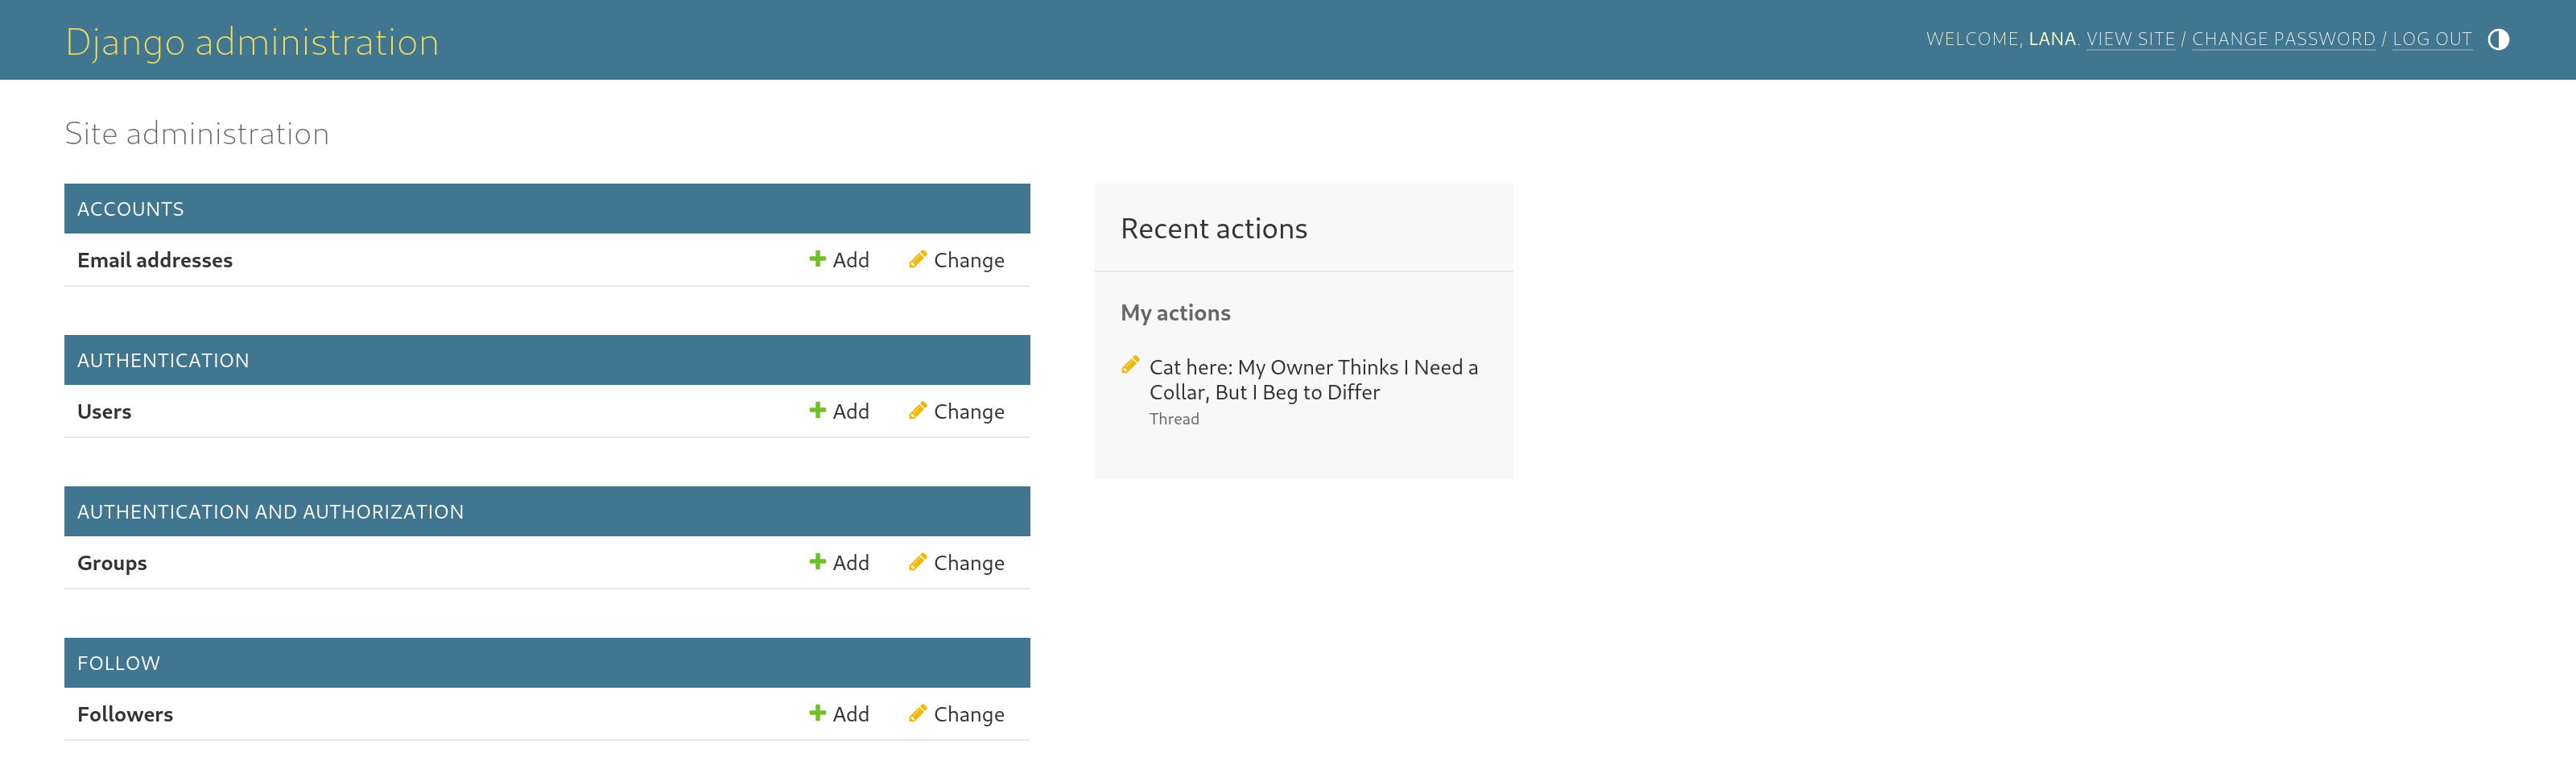 Django administration
WELCOME, LANA. VIEW SITE / CHANGE PASSWORD / LOG OUT
Site administration
ACCOUNTS
Email addresses Add Change
AUTHENTICATION
Users Add Change
AUTHENTICATION AND AUTHORIZATION
Groups Add Change
FOLLOW
Followers Add Change
Recent actions
My actions
Cat here: My Owner Thinks I Need a
Collar, But I Beg to Differ
Thread